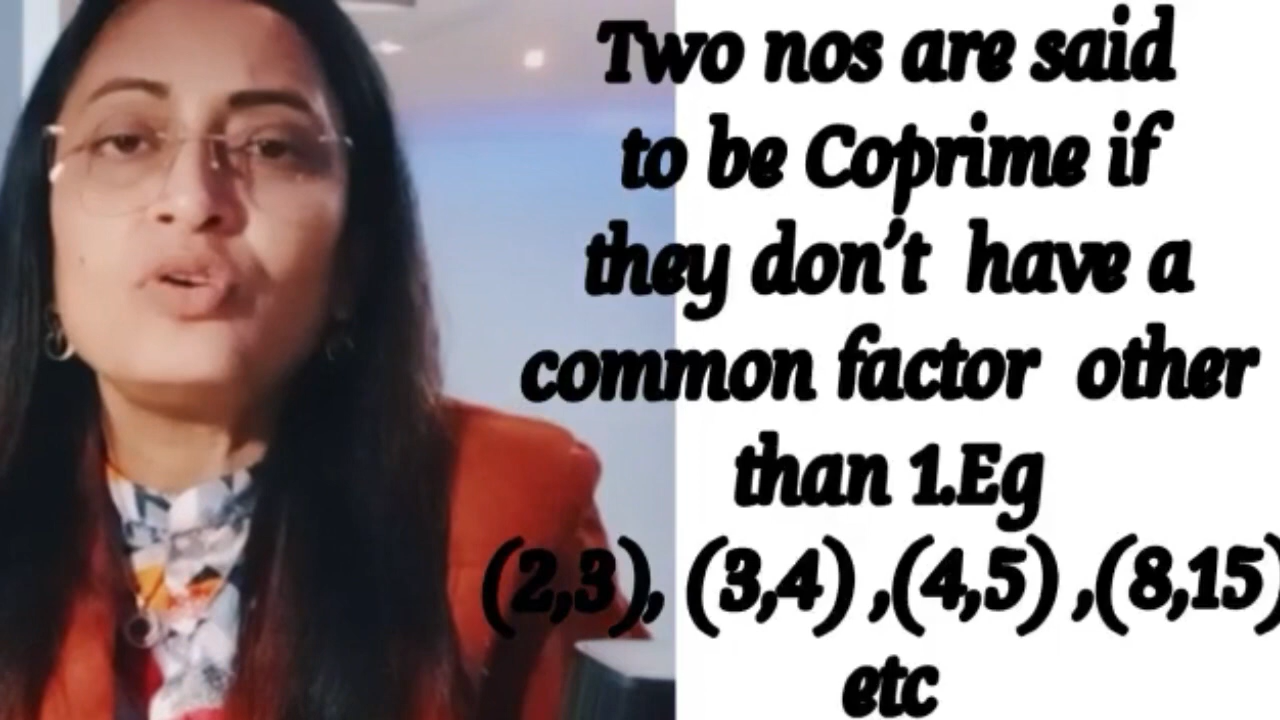 Two nos are said
to be Coprime if
they don't have a
common factor other
than 1.Eg
(2,3), (3,4) ,(4,5) ,(8,15)
etc